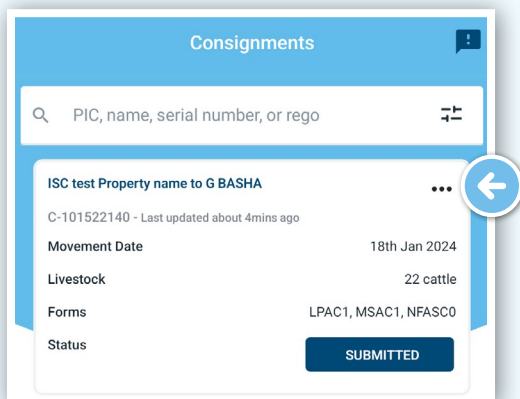 Consignments
PIC, name, serial number, or rego
ISC test Property name to G BASHA
C-101522140 - Last updated about 4mins ago
Movement Date 18th Jan 2024
Livestock 22 cattle
Forms LPAC1, MSAC1, NFASC0
Status SUBMITTED